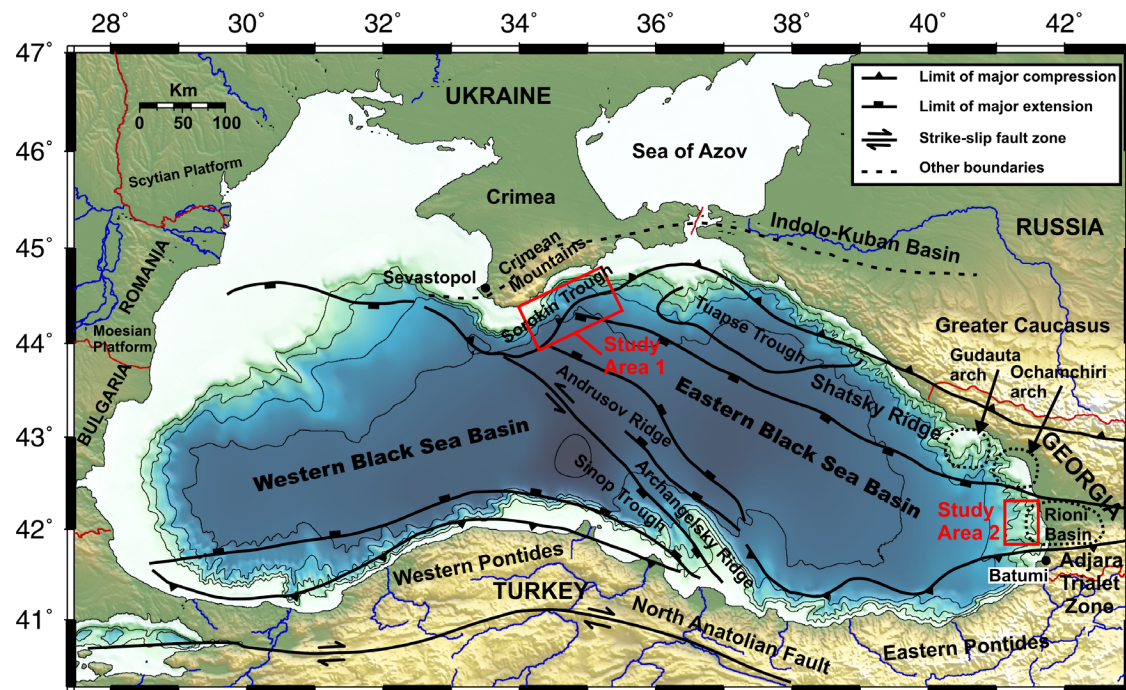 28° 30° 32° 34° 36° 38° 40° 42°
47°
46°
45°
44°
43°
42°
41°
Km
0 50 100
Limit of major compression
Limit of major extension
Strike-slip fault zone
Other boundaries
UKRAINE
Sea of Azov
Scytian Platform
Crimea
RUSSIA
Indolo-Kuban Basin
ROMANIA
Crimean
Mountains
Sevastopol
Sorokin Trough
Tuapse Trough
Moesian
Platform
Study
Area 1
Greater Caucasus
Gudauta
arch
Ochamchiri
arch
BULGARIA
Andrusov Ridge
Shatsky Ridge
Eastern Black Sea Basin
Western Black Sea Basin
GEORGIA
Sinop Trough
Archangelsky Ridge
Study
Area 2
Rioni
Basin
Batumi
Adjara
Trialet
Zone
Western Pontides
TURKEY
North Anatolian Fault
Eastern Pontides